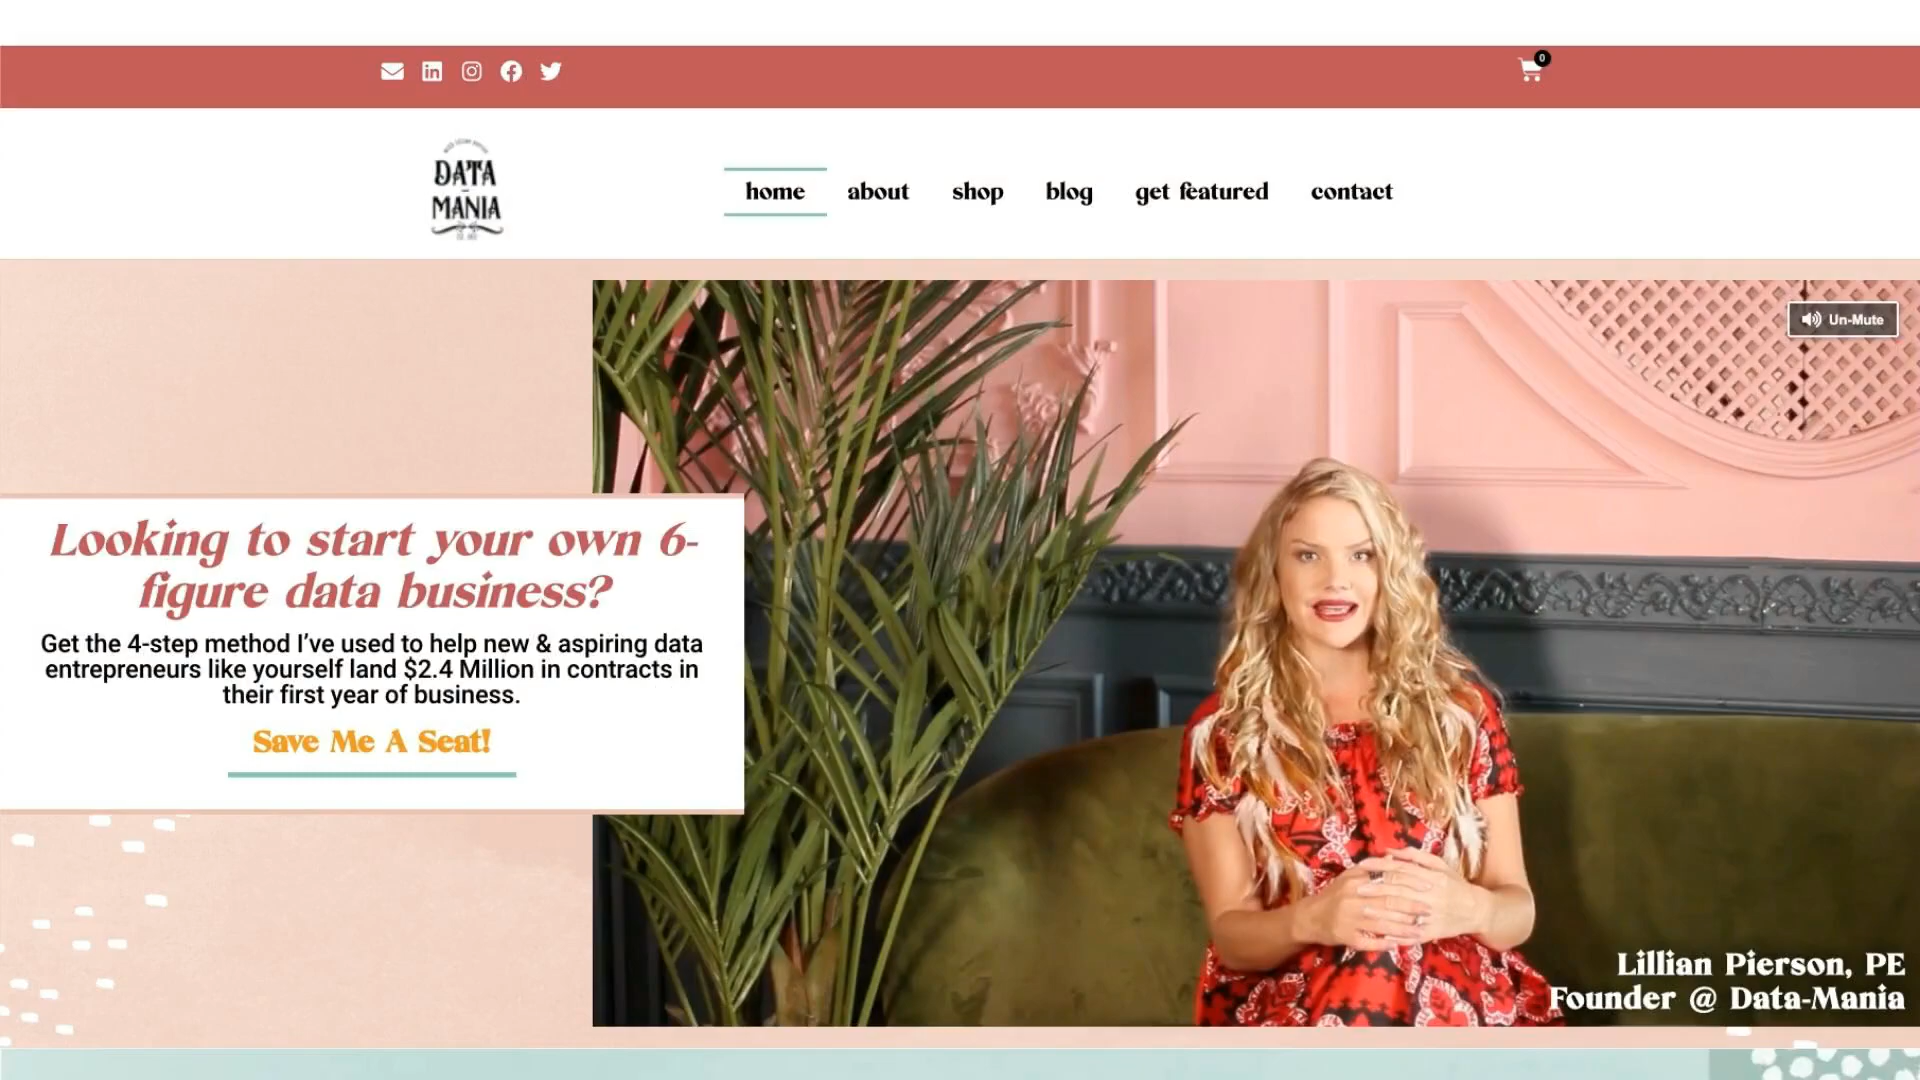 0
DATA
MANIA
home
about
shop
blog
get featured
contact
Un-Mute
Looking to start your own 6-
figure data business?
Get the 4-step method I’ve used to help new & aspiring data
entrepreneurs like yourself land $2.4 Million in contracts in
their first year of business.
Save Me A Seat!
Lillian Pierson, PE
Founder @ Data-Mania